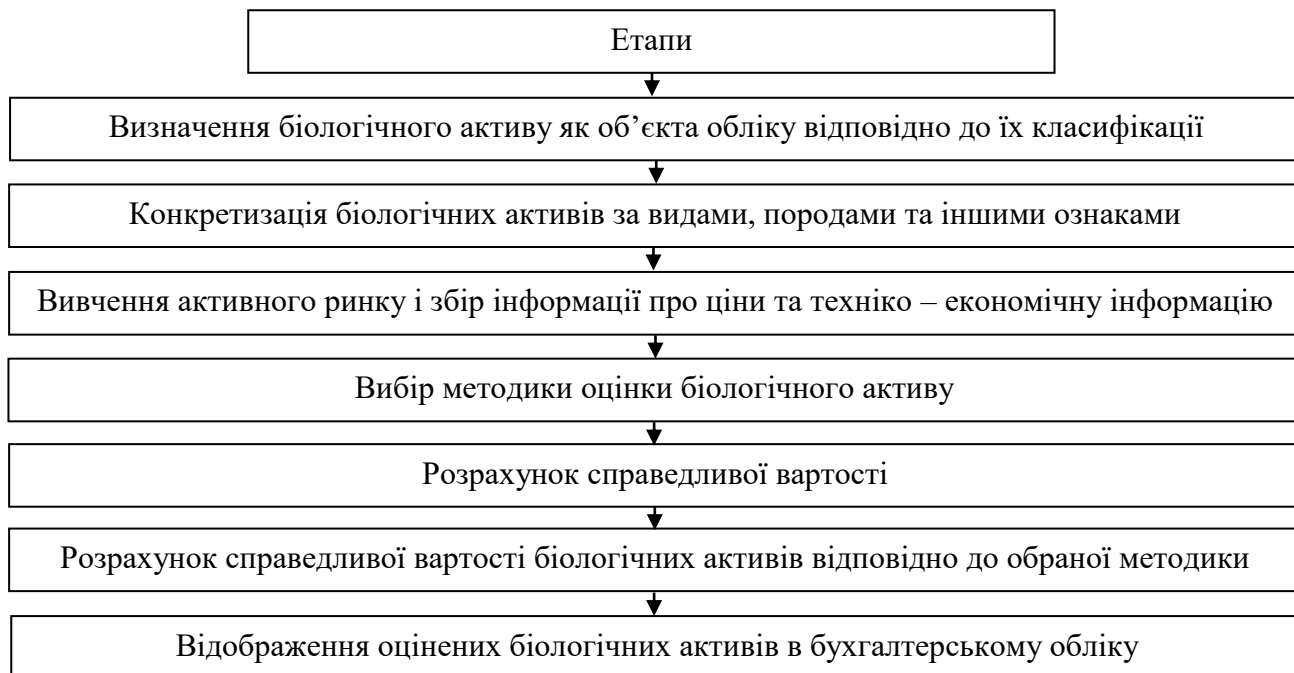 Етапи
Визначення біологічного активу як об’єкта обліку відповідно до їх класифікації
Конкретизація біологічних активів за видами, породами та іншими ознаками
Вивчення активного ринку і збір інформації про ціни та техніко – економічну інформацію
Вибір методики оцінки біологічного активу
Розрахунок справедливої вартості
Розрахунок справедливої вартості біологічних активів відповідно до обраної методики
Відображення оцінених біологічних активів в бухгалтерському обліку